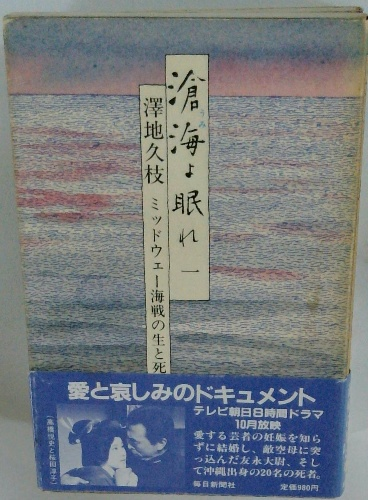 滄海よ眠れ 一
うみ
澤地久枝
ミッドウェー海戦の生と死
愛と哀しみのドキュメント
テレビ朝日8時間ドラマ
10月放映
愛する芸者の妊娠を知ら
ずに結婚し、敵空母に突
っ込んだ友永大尉、そし
て沖縄出身の20名の死者。
毎日新聞社
定価980円